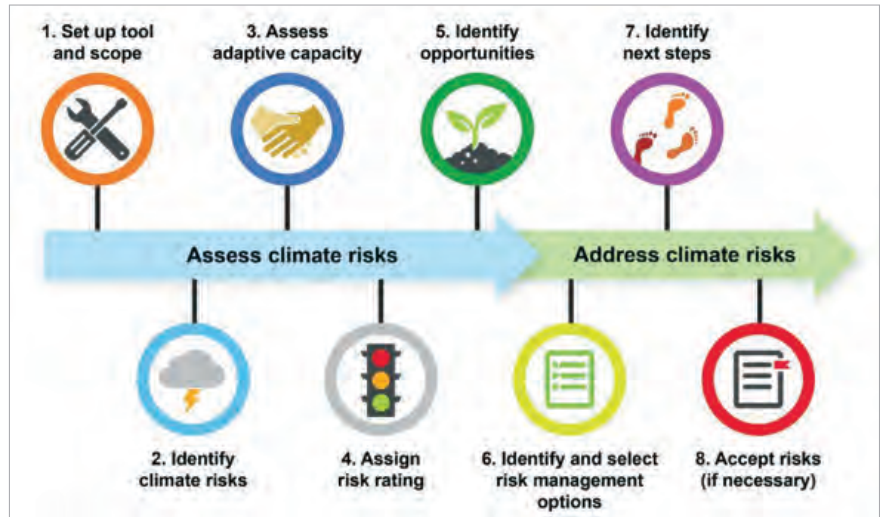 1. Set up tool
and scope
3. Assess
adaptive capacity
5. Identify
opportunities
7. Identify
next steps
Assess climate risks
Address climate risks
2. Identify
climate risks
4. Assign
risk rating
6. Identify and select
risk management
options
8. Accept risks
(if necessary)